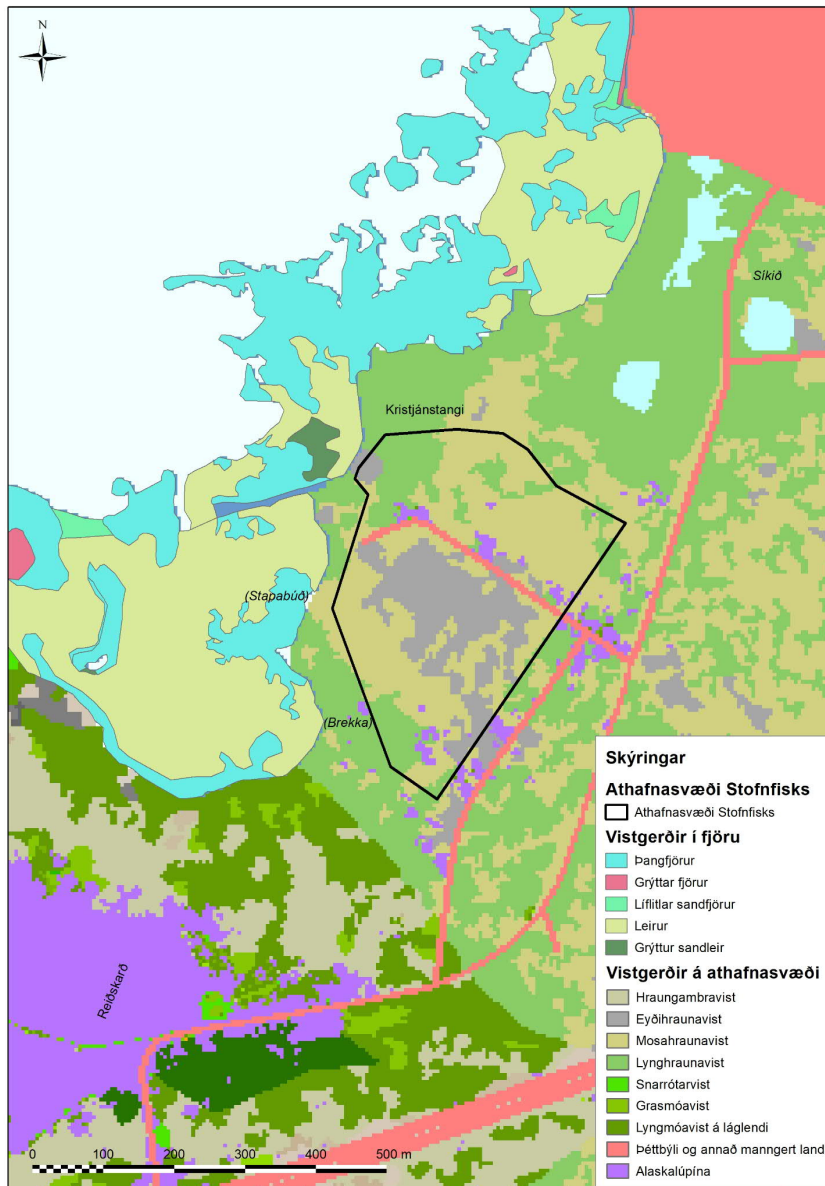 N
Síkið
Kristjánstangi
(Stapabúð)
(Brekka)
Reiðskarð
Skýringar
Athafnasvæði Stofnfisks
Athafnasvæði Stofnfisks
Vistgerðir í fjöru
Þangfjörur
Grýttar fjörur
Líflitlar sandfjörur
Leirur
Grýttur sandleir
Vistgerðir á athafnasvæði
Hraungambravist
Eyðihraunavist
Mosahraunavist
Lynghraunavist
Snarrótarvist
Grasmóavist
Lyngmóavist á láglendi
Þéttbýli og annað manngert land
Alaskalúpína
0 100 200 300 400 500 m